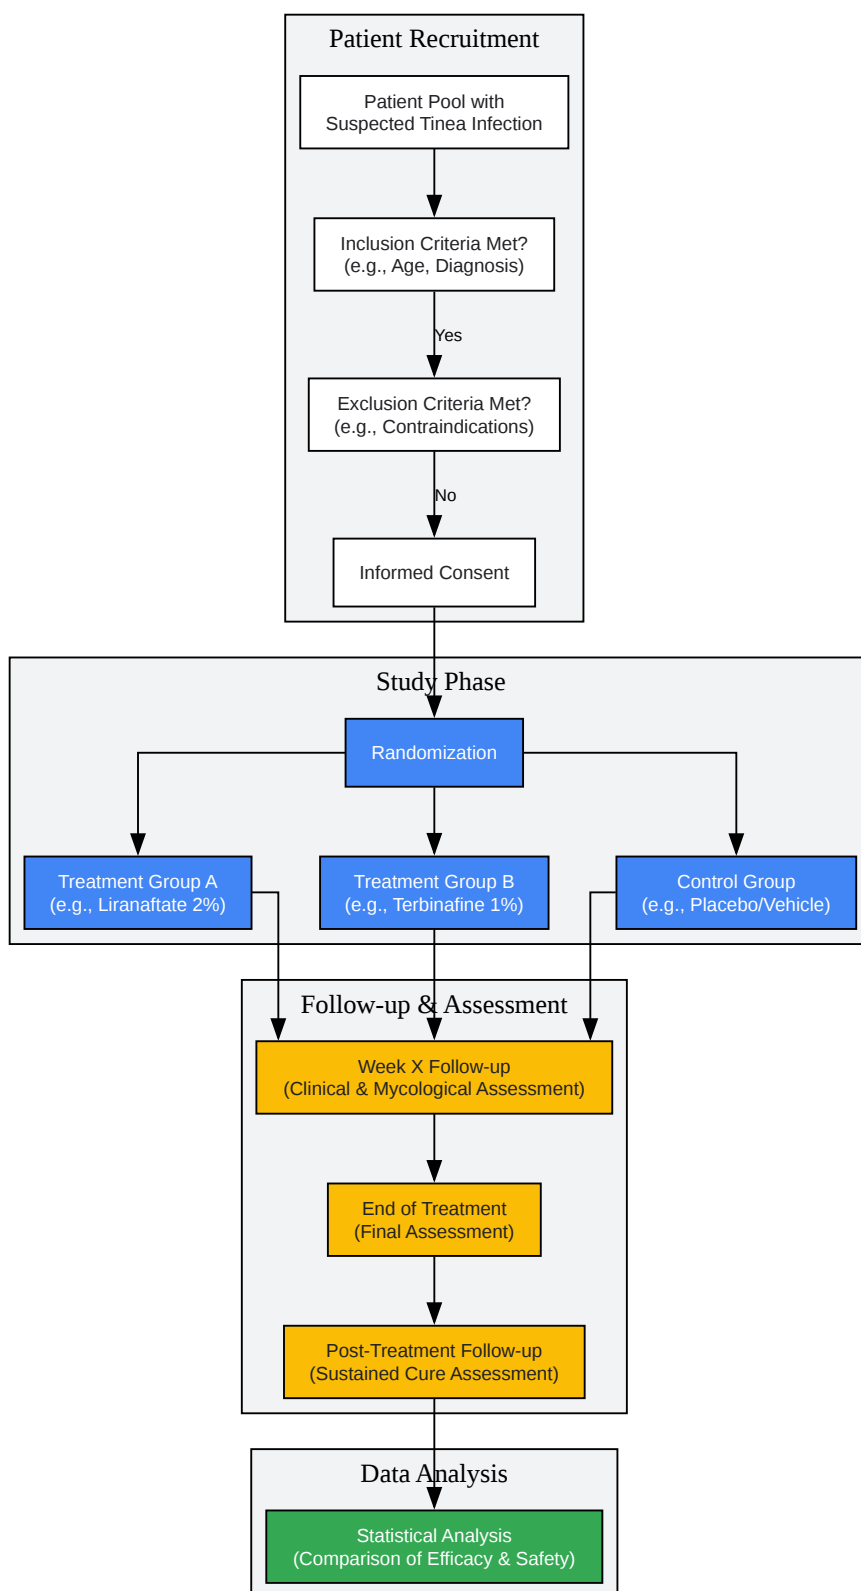 Patient Recruitment
Patient Pool with
Suspected Tinea Infection
Inclusion Criteria Met?
(e.g., Age, Diagnosis)
Yes
Exclusion Criteria Met?
(e.g., Contraindications)
No
Informed Consent
Study Phase
Randomization
Treatment Group A
(e.g., Liranaftate 2%)
Treatment Group B
(e.g., Terbinafine 1%)
Control Group
(e.g., Placebo/Vehicle)
Follow-up & Assessment
Week X Follow-up
(Clinical & Mycological Assessment)
End of Treatment
(Final Assessment)
Post-Treatment Follow-up
(Sustained Cure Assessment)
Data Analysis
Statistical Analysis
(Comparison of Efficacy & Safety)